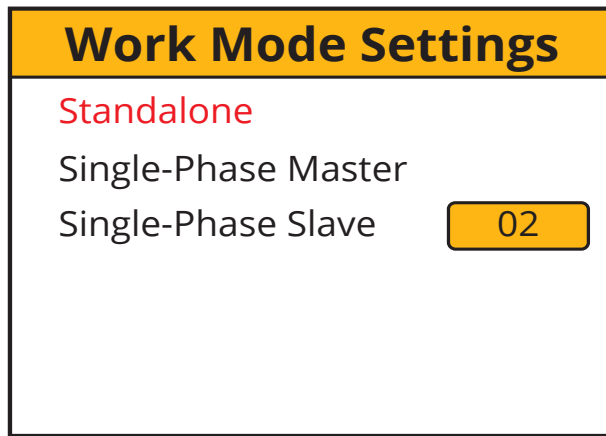 Work Mode Settings
Standalone
Single-Phase Master
Single-Phase Slave 02